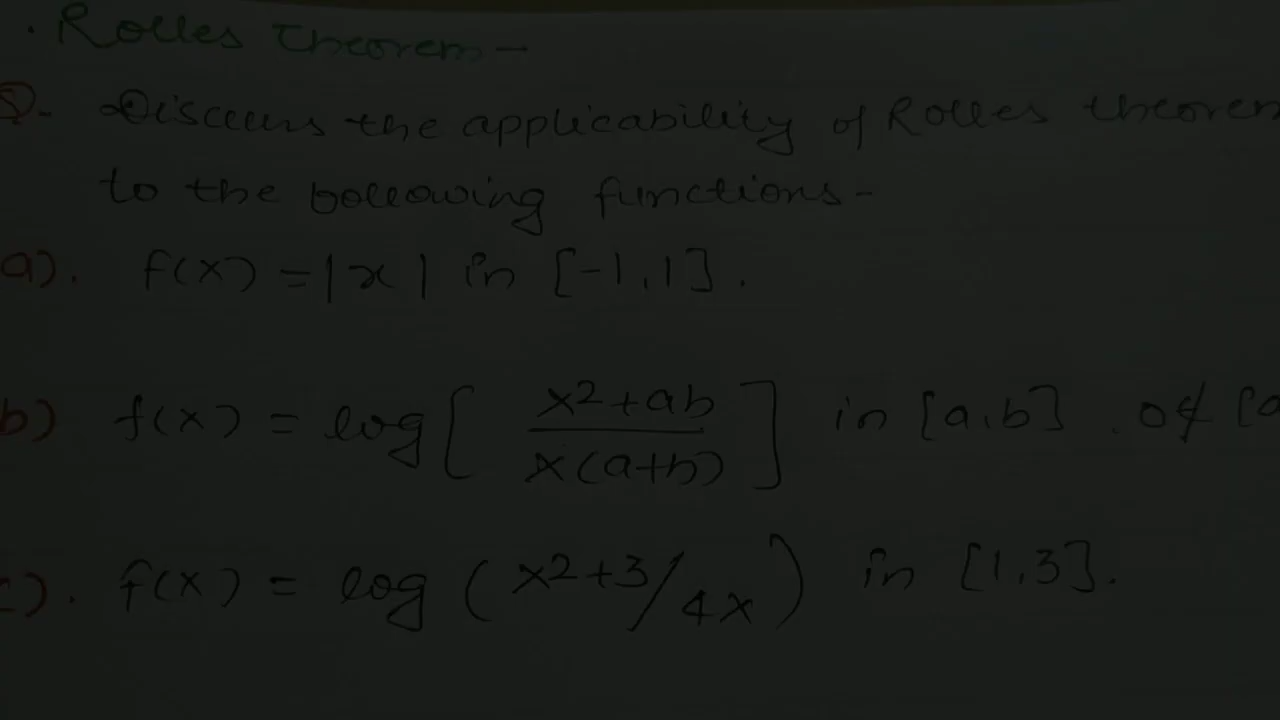 . Rolles theorem -
Discuss the applicability of Rolles theorem
to the following functions -
a). f(x) = |x| in [-1,1].
b) f(x) = log[ x2+ab / x(a+b) ] in [a,b]
c). f(x) = log (x2+3/4x) in [1,3].